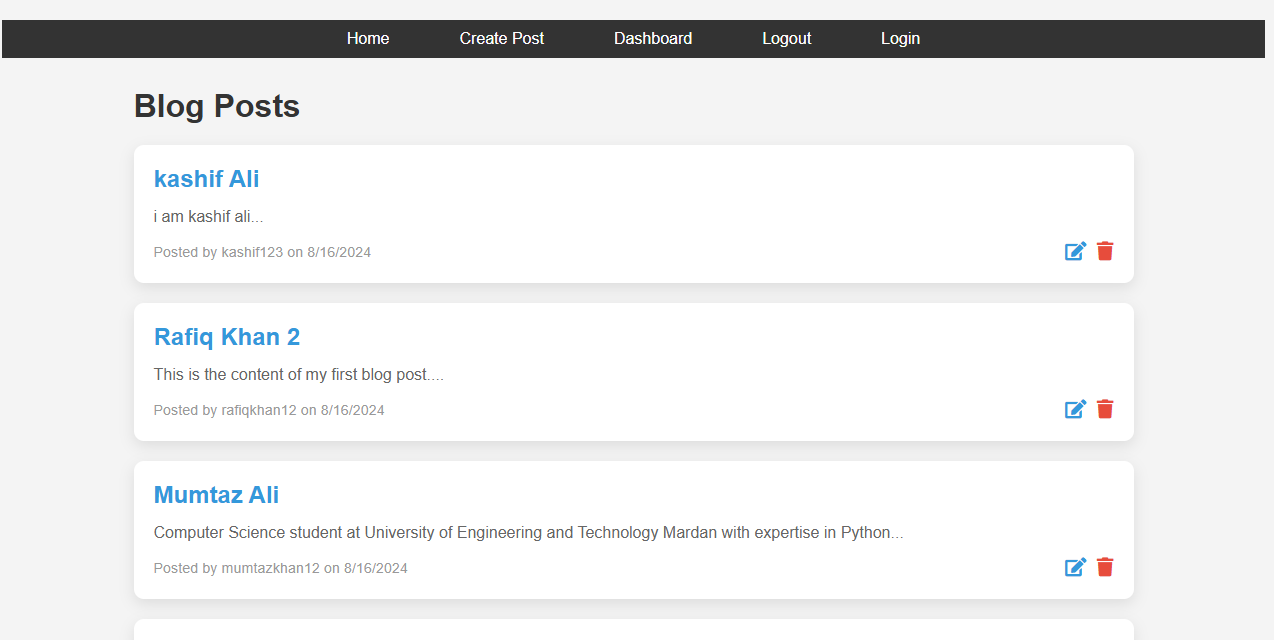 Home Create Post Dashboard Logout Login
Blog Posts
kashif Ali
i am kashif ali...
Posted by kashif123 on 8/16/2024
Rafiq Khan 2
This is the content of my first blog post....
Posted by rafiqkhan12 on 8/16/2024
Mumtaz Ali
Computer Science student at University of Engineering and Technology Mardan with expertise in Python...
Posted by mumtazkhan12 on 8/16/2024